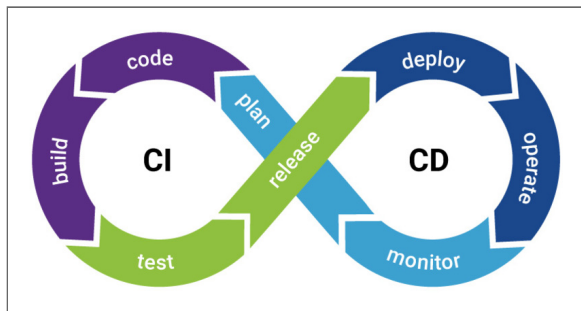 code
deploy
plan
build
CI
release
CD
operate
test
monitor